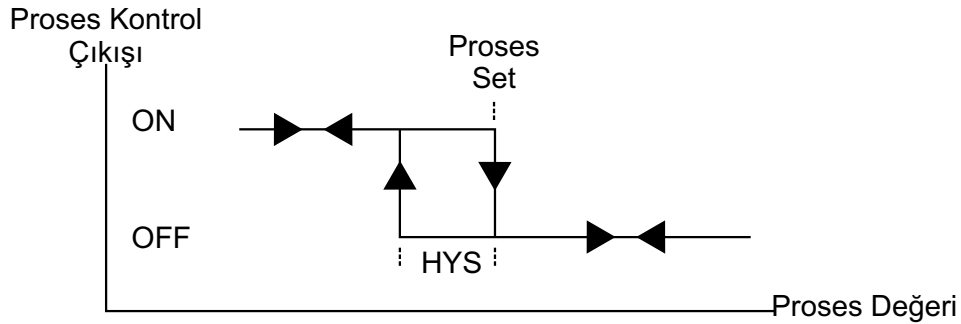 Proses Kontrol
Çıkışı
Proses
Set
ON
OFF
HYS
Proses Değeri